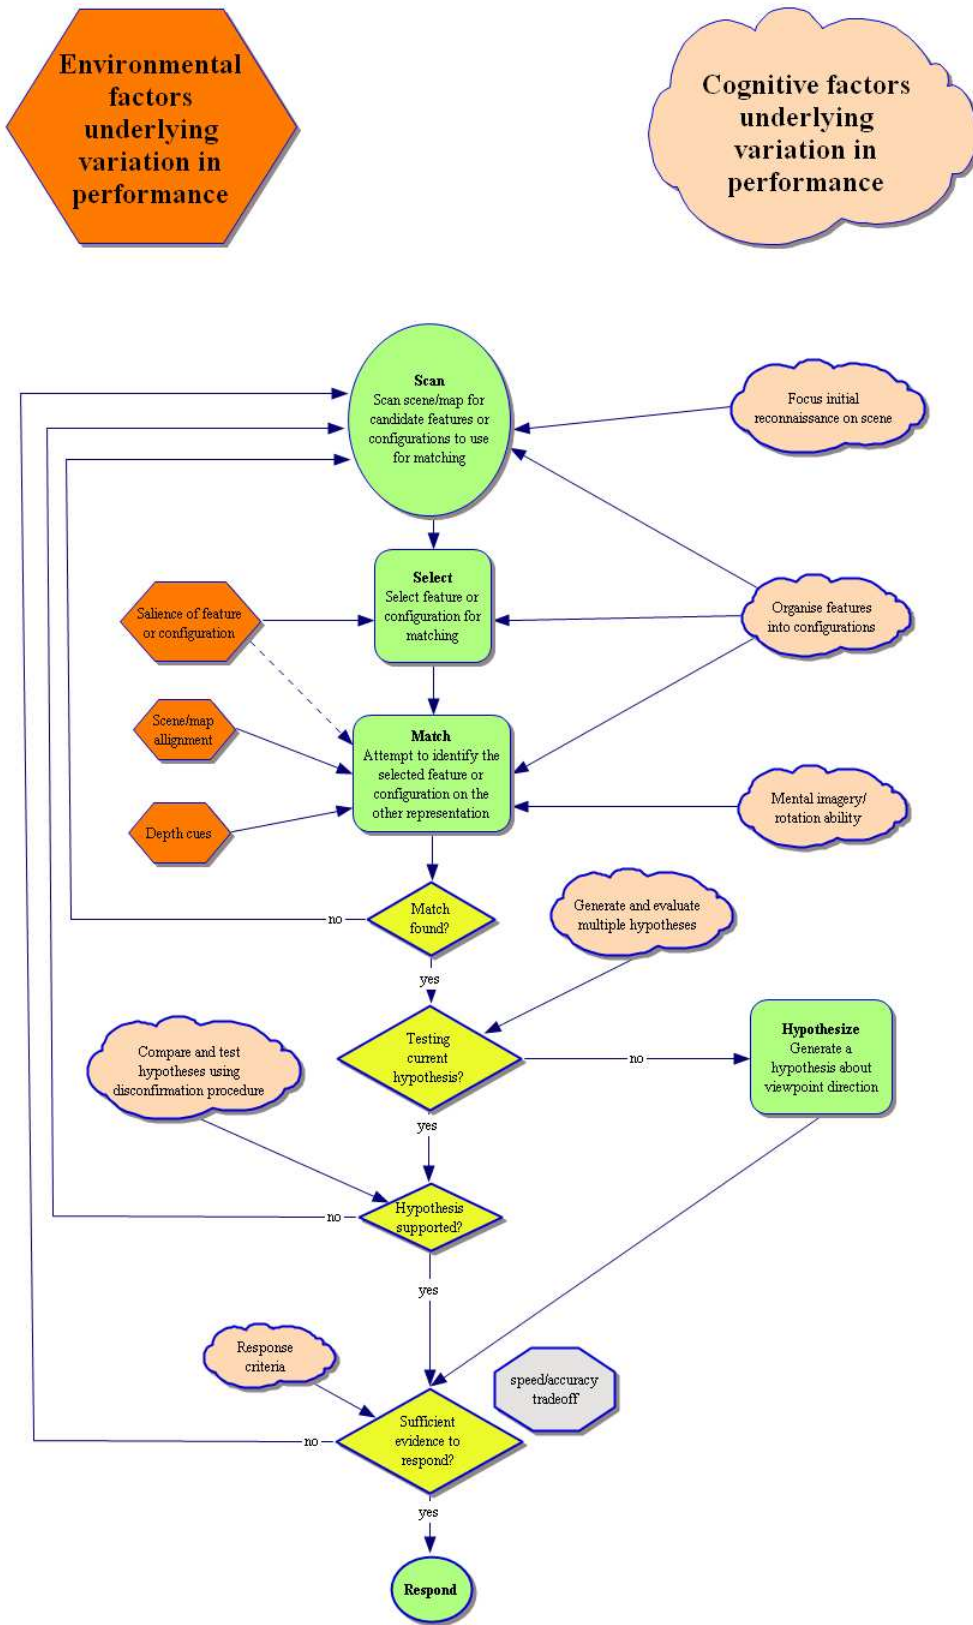 Environmental
factors
underlying
variation in
performance
Cognitive factors
underlying
variation in
performance
Scan
Scan scene/map for
candidate features or
configurations to use
for matching
Focus initial
reconnaissance on scene
Select
Select feature or
configuration for
matching
Salience of feature
or configuration
Organise features
into configurations
Scene/map
allignment
Match
Attempt to identify the
selected feature or
configuration on the
other representation
Depth cues
Mental imagery/
rotation ability
Match
found?
no
Generate and evaluate
multiple hypotheses
yes
Testing
current
hypothesis?
no
Hypothesize
Generate a
hypothesis about
viewpoint direction
Compare and test
hypotheses using
disconfirmation procedure
yes
Hypothesis
supported?
no
yes
Response
criteria
speed/accuracy
tradeoff
Sufficient
evidence to
respond?
no
yes
Respond